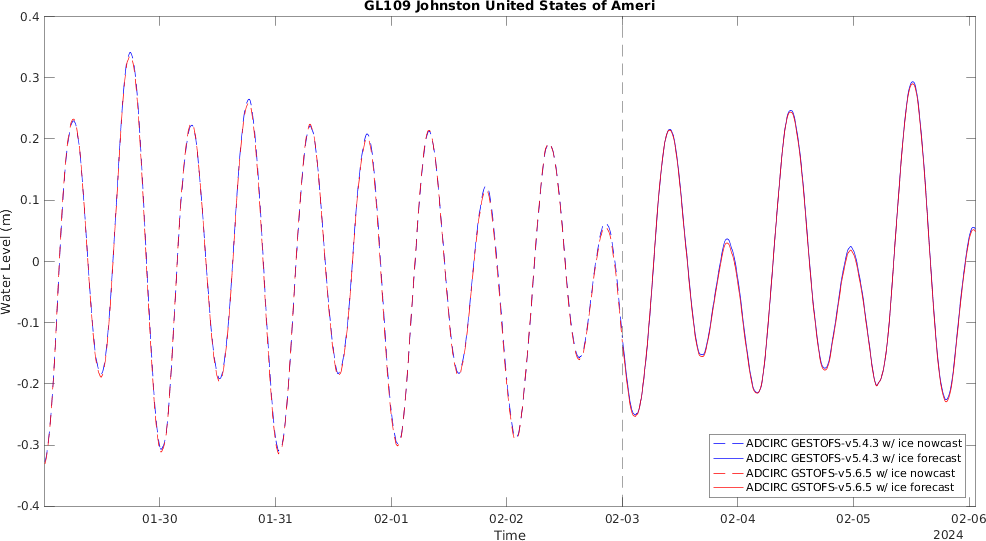 GL109 Johnston United States of Ameri
0.4
0.3
0.2
0.1
0
-0.1
-0.2
-0.3
-0.4
Water Level (m)
01-30
01-31
02-01
02-02
02-03
02-04
02-05
02-06
Time
2024
ADCIRC GESTOFS-v5.4.3 w/ ice nowcast
ADCIRC GESTOFS-v5.4.3 w/ ice forecast
ADCIRC GSTOFS-v5.6.5 w/ ice nowcast
ADCIRC GSTOFS-v5.6.5 w/ ice forecast